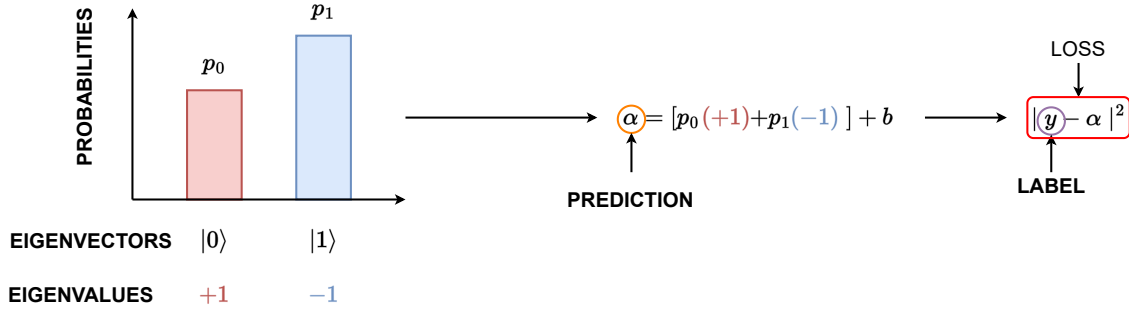 PROBABILITIES
p₀
p₁
EIGENVECTORS |0⟩ |1⟩
EIGENVALUES +1 −1
α = [p₀(+1)+p₁(−1) ] + b
PREDICTION
LOSS
| y − α |²
LABEL